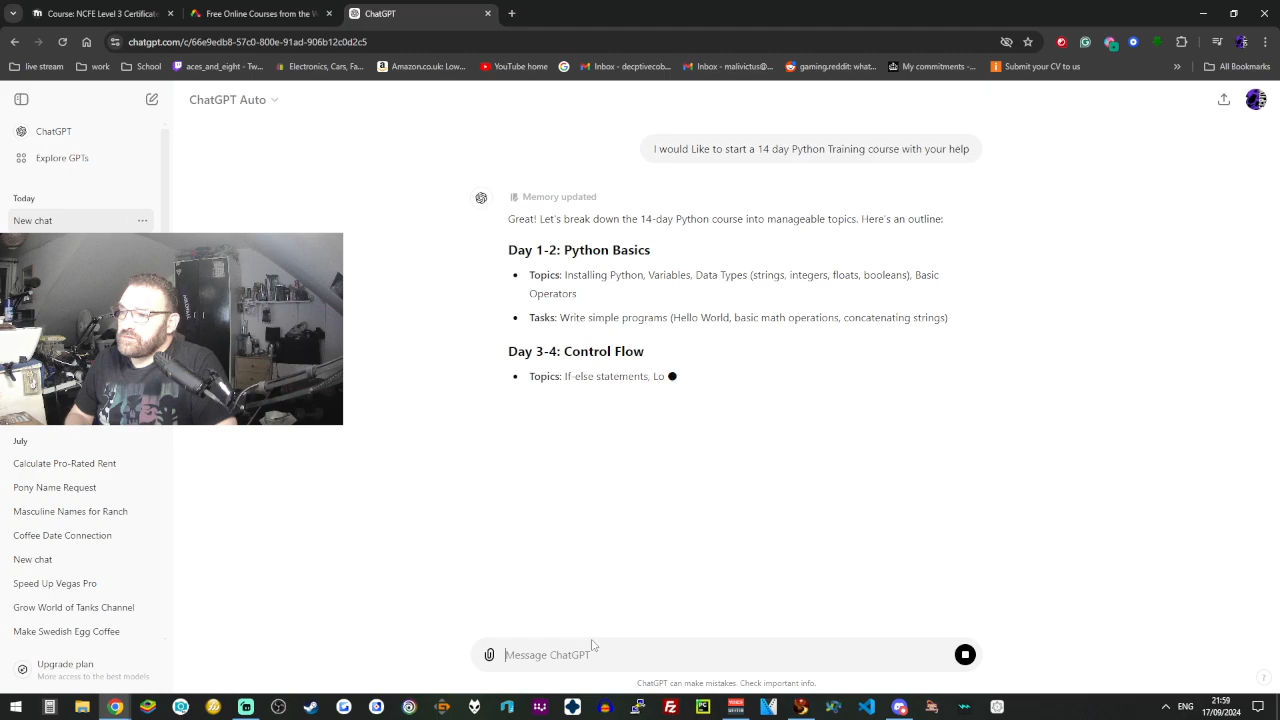 Course: NCFE Level 3 Certificate
Free Online Courses from the W
ChatGPT
chatgpt.com/c/66e9edb8-57c0-800e-91ad-906b12c0d2c5
live stream
work
School
aces_and_eight - Tw...
Electronics, Cars, Fa...
Amazon.co.uk: Low...
YouTube home
Inbox - decptivecob...
Inbox - malivictus@...
gaming.reddit: what...
My commitments -...
Submit your CV to us
»
All Bookmarks
ChatGPT Auto
ChatGPT
Explore GPTs
Today
New chat
July
Calculate Pro-Rated Rent
Pony Name Request
Masculine Names for Ranch
Coffee Date Connection
New chat
Speed Up Vegas Pro
Grow World of Tanks Channel
Make Swedish Egg Coffee
Upgrade plan
More access to the best models
I would Like to start a 14 day Python Training course with your help
Memory updated
Great! Let's break down the 14-day Python course into manageable topics. Here's an outline:
Day 1-2: Python Basics
• Topics: Installing Python, Variables, Data Types (strings, integers, floats, booleans), Basic
Operators
• Tasks: Write simple programs (Hello World, basic math operations, concatenating strings)
Day 3-4: Control Flow
• Topics: If-else statements, Lo
Message ChatGPT
ChatGPT can make mistakes. Check important info.
?
ENG
21:59
17/09/2024